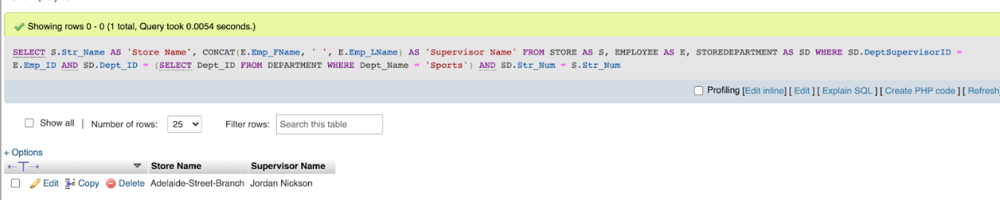 Showing rows 0 - 0 (1 total, Query took 0.0054 seconds.)
SELECT S.Str_Name AS 'Store Name', CONCAT(E.Emp_FName, ' ', E.Emp_LName) AS 'Supervisor Name' FROM STORE AS S, EMPLOYEE AS E, STOREDEPARTMENT AS SD WHERE SD.DeptSupervisorID =
E.Emp_ID AND SD.Dept_ID = (SELECT Dept_ID FROM DEPARTMENT WHERE Dept_Name = 'Sports') AND SD.Str_Num = S.Str_Num
Profiling [Edit inline] [ Edit ] [ Explain SQL ] [ Create PHP code ] [ Refresh]
Show all | Number of rows: 25 Filter rows: Search this table
+ Options
←T→ Store Name Supervisor Name
Edit Copy Delete Adelaide-Street-Branch Jordan Nickson